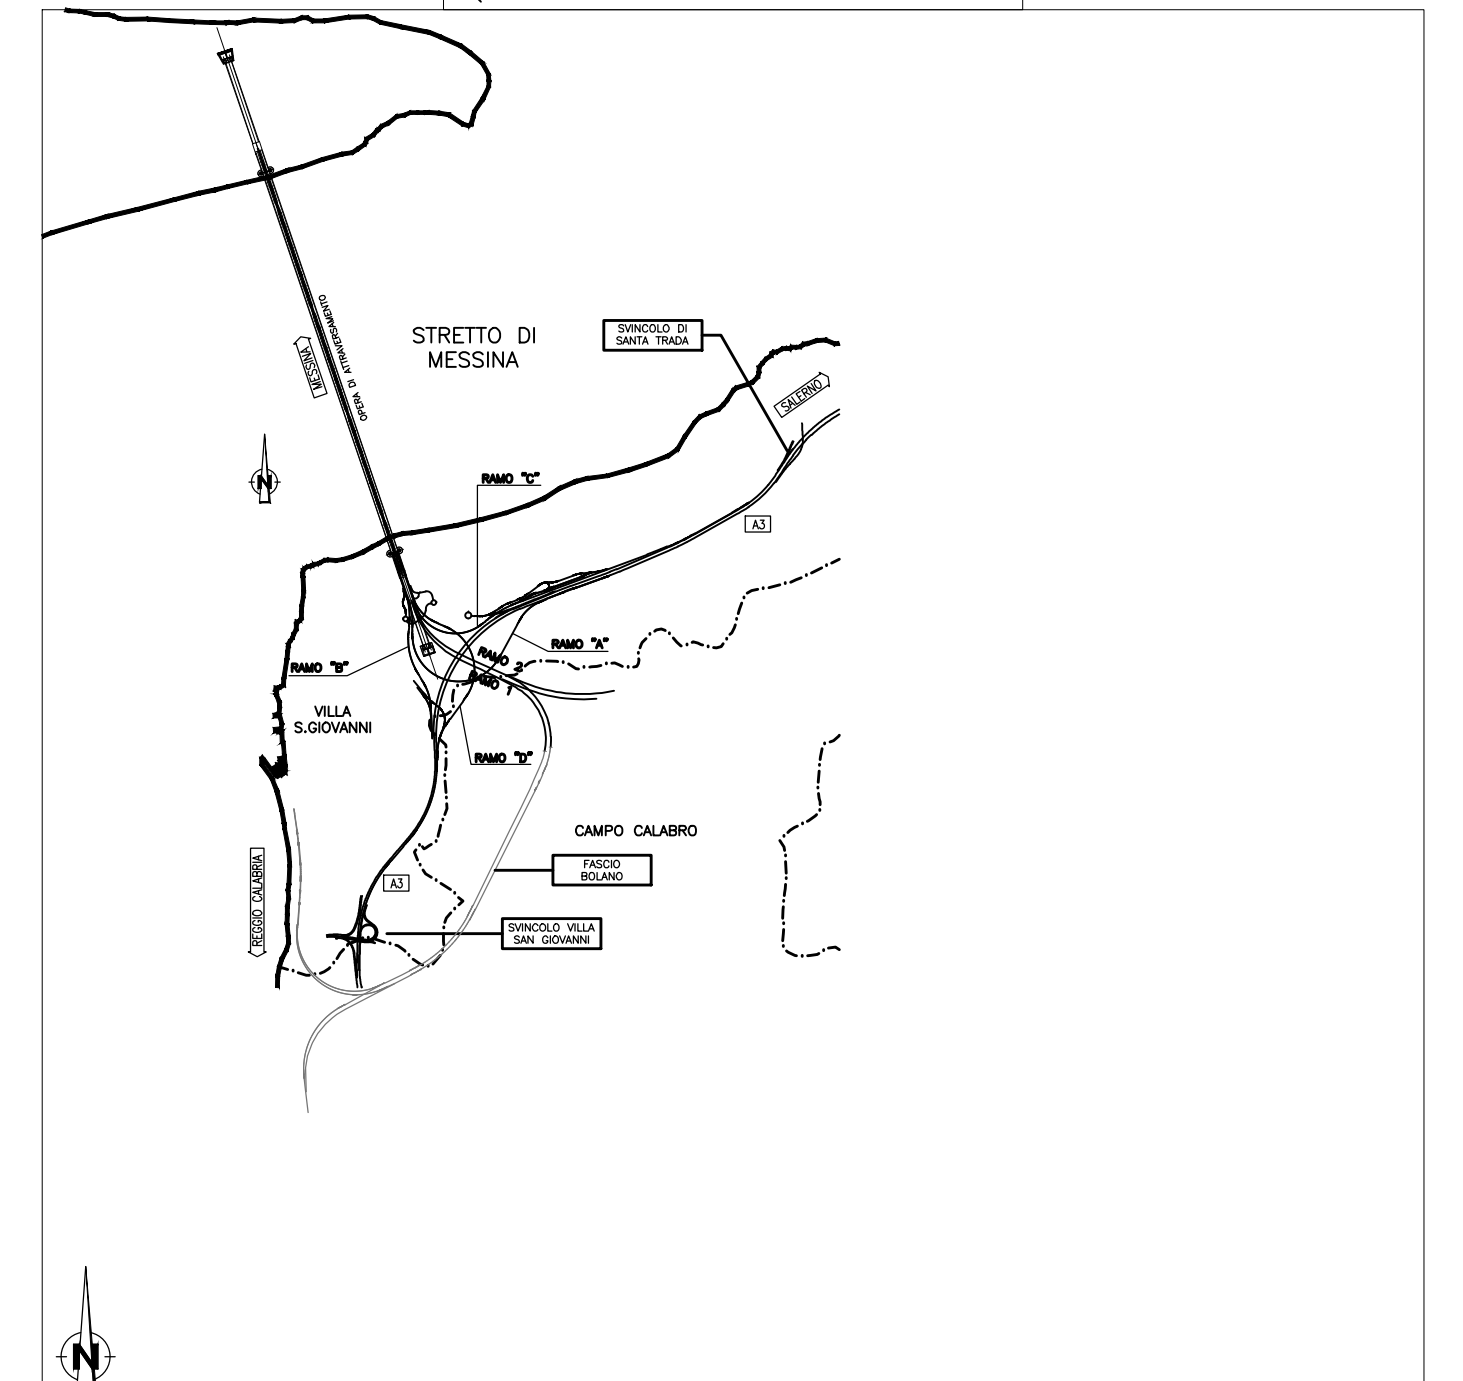 OPERA DI ATTRAVERSAMENTO
MESSINA
STRETTO DI
MESSINA
SVINCOLO DI
SANTA TRADA
SALERNO
N
RAMO "C"
A3
RAMO "A"
RAMO 2
RAMO "B"
RAMO 1
VILLA
S.GIOVANNI
RAMO "D"
CAMPO CALABRO
FASCIO
BOLANO
A3
REGGIO CALABRIA
SVINCOLO VILLA
SAN GIOVANNI
N